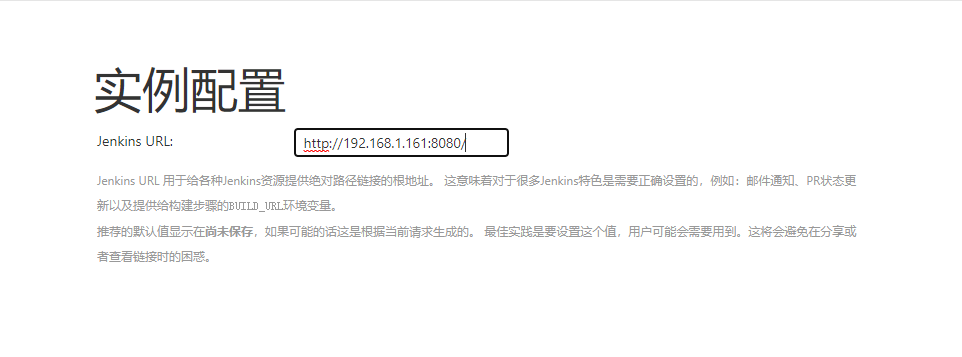 实例配置
Jenkins URL: http://192.168.1.161:8080/
Jenkins URL 用于给各种Jenkins资源提供绝对路径链接的根地址。 这意味着对于很多Jenkins特色是需要正确设置的，例如：邮件通知、PR状态更
新以及提供给构建步骤的BUILD_URL环境变量。
推荐的默认值显示在尚未保存，如果可能的话这是根据当前请求生成的。 最佳实践是要设置这个值，用户可能会需要用到。这将会避免在分享或
者查看链接时的困惑。